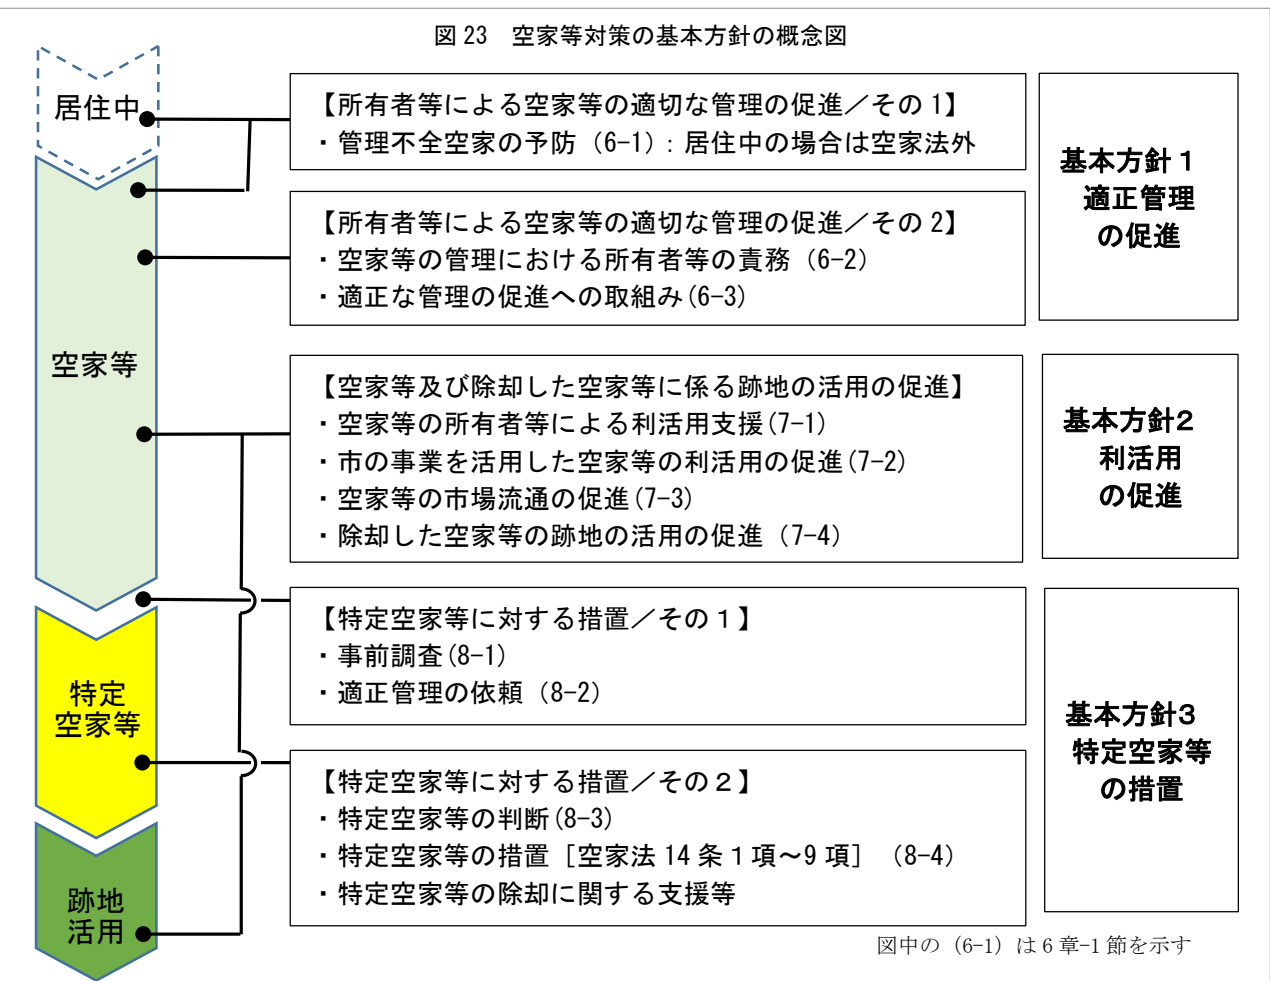 図 23　空家等対策の基本方針の概念図
居住中
【所有者等による空家等の適切な管理の促進／その 1】
・管理不全空家の予防（6-1）：居住中の場合は空家法外
基本方針 1
適正管理
の促進
【所有者等による空家等の適切な管理の促進／その 2】
・空家等の管理における所有者等の責務（6-2）
・適正な管理の促進への取組み(6-3)
空家等
【空家等及び除却した空家等に係る跡地の活用の促進】
・空家等の所有者等による利活用支援(7-1)
・市の事業を活用した空家等の利活用の促進(7-2)
・空家等の市場流通の促進(7-3)
・除却した空家等の跡地の活用の促進（7-4）
基本方針2
利活用
の促進
【特定空家等に対する措置／その１】
・事前調査(8-1)
・適正管理の依頼（8-2）
特定
空家等
基本方針3
特定空家等
の措置
【特定空家等に対する措置／その２】
・特定空家等の判断(8-3)
・特定空家等の措置［空家法 14 条 1 項～9 項］（8-4）
・特定空家等の除却に関する支援等
跡地
活用
図中の（6-1）は 6 章-1 節を示す